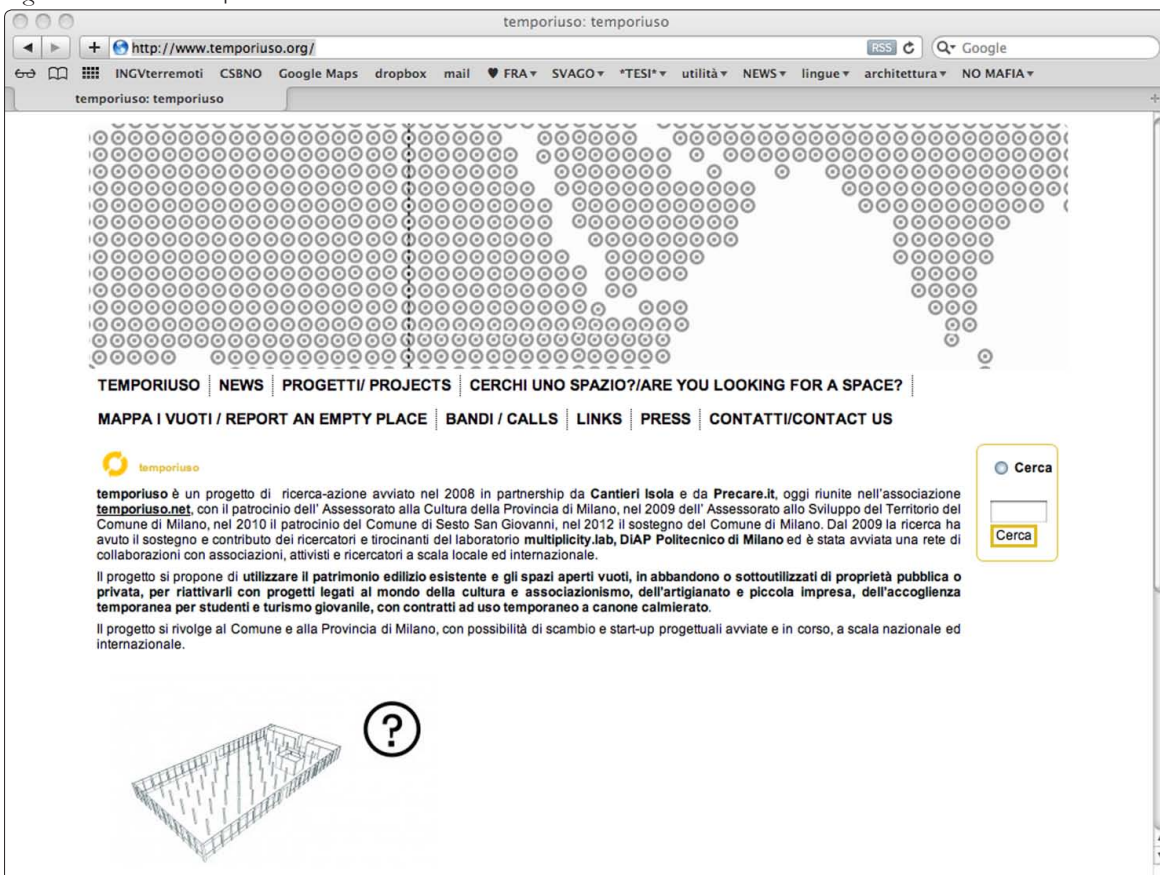 temporiuso: temporiuso
http://www.temporiuso.org/
RSS
Google
INGVterremoti CSBNO Google Maps dropbox mail ♥ FRA SVAGO *TESI* utilità NEWS lingue architettura NO MAFIA
temporiuso: temporiuso
TEMPORIUSO NEWS PROGETTI/ PROJECTS CERCHI UNO SPAZIO?/ARE YOU LOOKING FOR A SPACE?
MAPPA I VUOTI / REPORT AN EMPTY PLACE BANDI / CALLS LINKS PRESS CONTATTI/CONTACT US
temporiuso
temporiuso è un progetto di ricerca-azione avviato nel 2008 in partnership da Cantieri Isola e da Precare.it, oggi riunite nell'associazione
temporiuso.net, con il patrocinio dell' Assessorato alla Cultura della Provincia di Milano, nel 2009 dell' Assessorato allo Sviluppo del Territorio del
Comune di Milano, nel 2010 il patrocinio del Comune di Sesto San Giovanni, nel 2012 il sostegno del Comune di Milano. Dal 2009 la ricerca ha
avuto il sostegno e contributo dei ricercatori e tirocinanti del laboratorio multiplicity.lab, DiAP Politecnico di Milano ed è stata avviata una rete di
collaborazioni con associazioni, attivisti e ricercatori a scala locale ed internazionale.
Il progetto si propone di utilizzare il patrimonio edilizio esistente e gli spazi aperti vuoti, in abbandono o sottoutilizzati di proprietà pubblica o
privata, per riattivarli con progetti legati al mondo della cultura e associazionismo, dell'artigianato e piccola impresa, dell'accoglienza
temporanea per studenti e turismo giovanile, con contratti ad uso temporaneo a canone calmierato.
Il progetto si rivolge al Comune e alla Provincia di Milano, con possibilità di scambio e start-up progettuali avviate e in corso, a scala nazionale ed
internazionale.
Cerca
Cerca
?